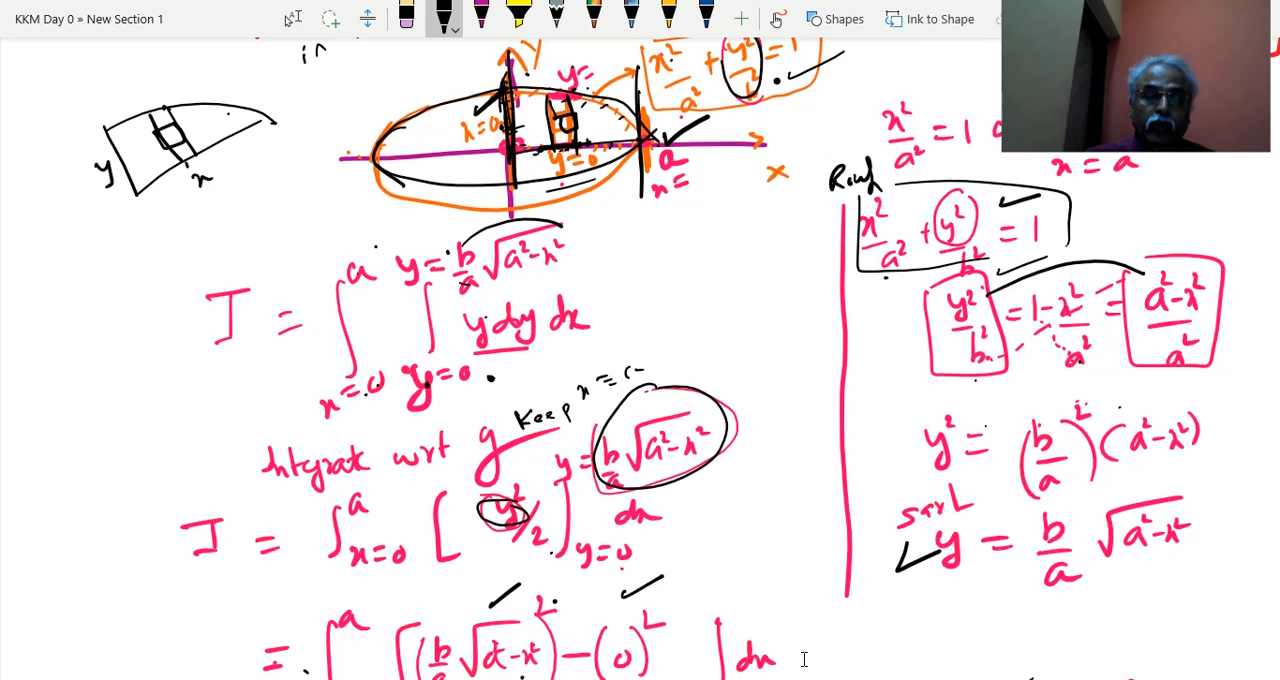 KKM Day 0 » New Section 1
Shapes
Ink to Shape
in
y
x
y
y=
x=0
y=0
a
x=
x
x²/a² + y²/b² = 1
x²/a² = 1
x = a
Rough
x²/a² + y²/b² = 1
y²/b² = 1 - x²/a² = a²-x²/a²
y² = (b/a)² (a²-x²)
y = b/a √a²-x²
I = ∫ x=0 a ∫ y=0 y= b/a √a²-x² y dy dx
Intgrate wrt y Keep x =
I = ∫ x=0 a [ y²/2 ] y=0 y= b/a √a²-x² dx
= ∫ a [ (b/a √a²-x²)² - (0)² ] dx